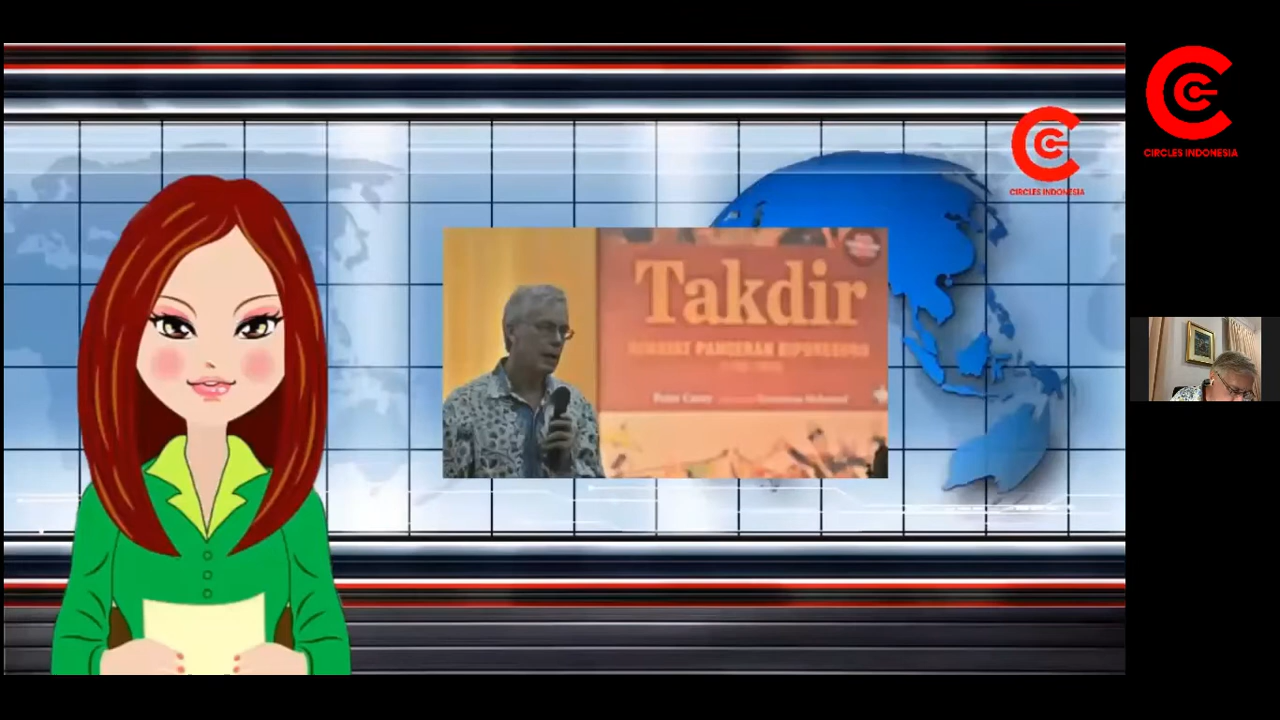 CIRCLES INDONESIA
CIRCLES INDONESIA
Takdir
RIWAYAT PANGERAN DIPONEGORO
Peter Carey